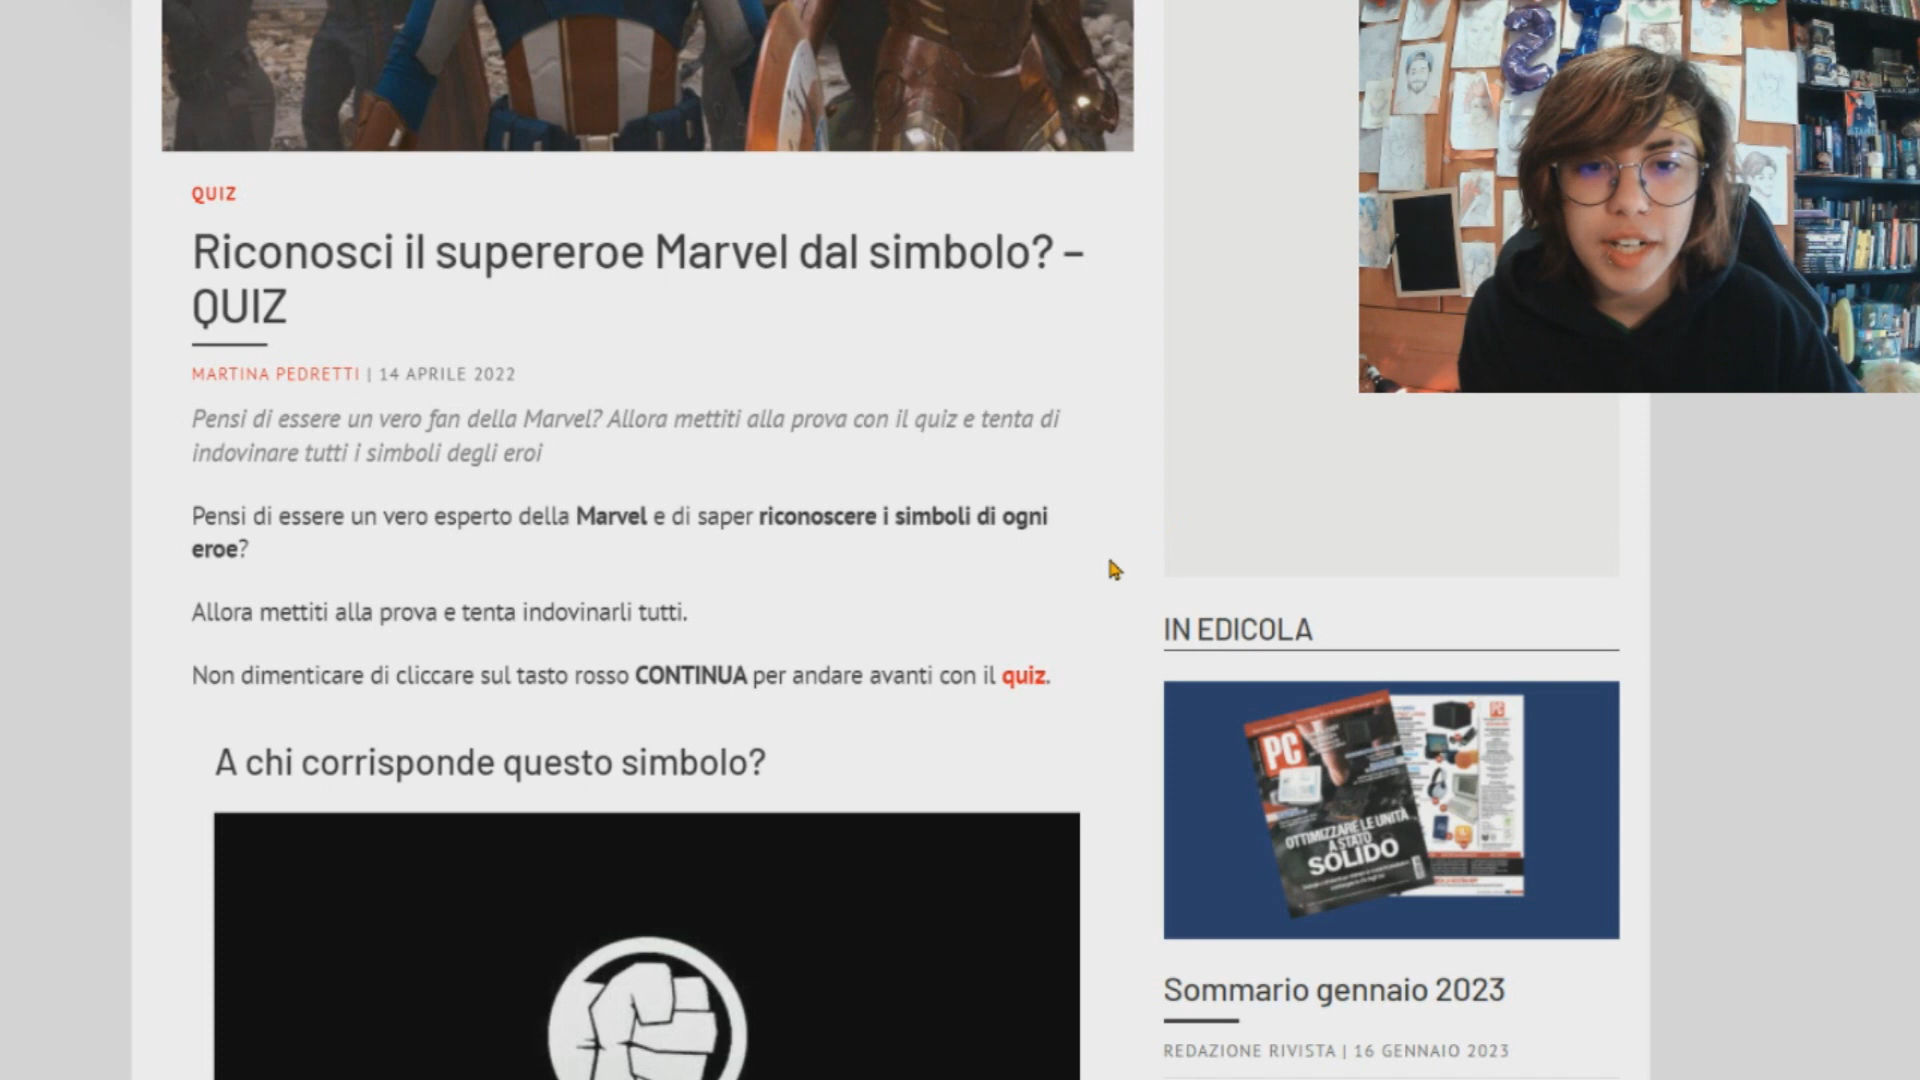 QUIZ
Riconosci il supereroe Marvel dal simbolo? –
QUIZ
MARTINA PEDRETTI | 14 APRILE 2022
Pensi di essere un vero fan della Marvel? Allora mettiti alla prova con il quiz e tenta di
indovinare tutti i simboli degli eroi
Pensi di essere un vero esperto della Marvel e di saper riconoscere i simboli di ogni
eroe?
Allora mettiti alla prova e tenta indovinarli tutti.
Non dimenticare di cliccare sul tasto rosso CONTINUA per andare avanti con il quiz.
A chi corrisponde questo simbolo?
IN EDICOLA
PC
OTTIMIZZARE LE UNITÀ
A STATO
SOLIDO
Sommario gennaio 2023
REDAZIONE RIVISTA | 16 GENNAIO 2023